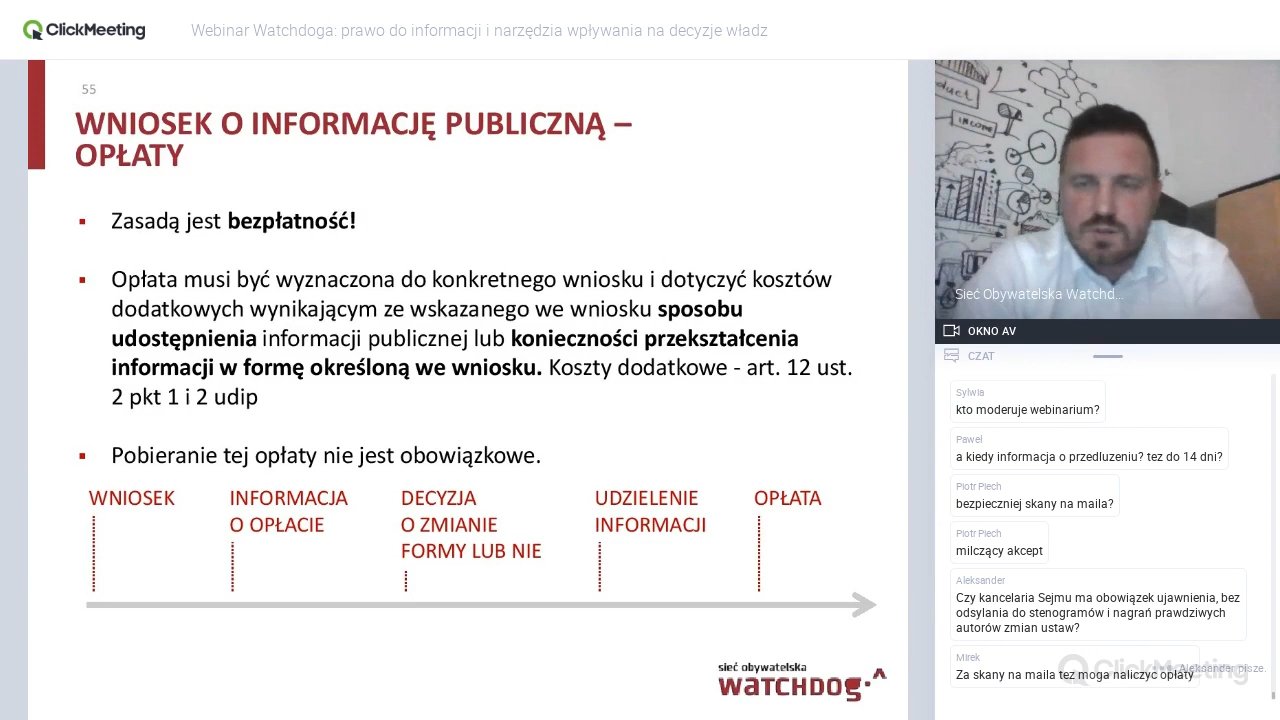 ClickMeeting
Webinar Watchdoga: prawo do informacji i narzędzia wpływania na decyzje władz
55
WNIOSEK O INFORMACJĘ PUBLICZNĄ –
OPŁATY
▪ Zasadą jest bezpłatność!
▪ Opłata musi być wyznaczona do konkretnego wniosku i dotyczyć kosztów
dodatkowych wynikającym ze wskazanego we wniosku sposobu
udostępnienia informacji publicznej lub konieczności przekształcenia
informacji w formę określoną we wniosku. Koszty dodatkowe - art. 12 ust.
2 pkt 1 i 2 udip
▪ Pobieranie tej opłaty nie jest obowiązkowe.
WNIOSEK
INFORMACJA
O OPŁACIE
DECYZJA
O ZMIANIE
FORMY LUB NIE
UDZIELENIE
INFORMACJI
OPŁATA
sieć obywatelska
WATCHDOG
INCOME
Sieć Obywatelska Watchd...
OKNO AV
CZAT
Sylwia
kto moderuje webinarium?
Paweł
a kiedy informacja o przedluzeniu? tez do 14 dni?
Piotr Piech
bezpieczniej skany na maila?
Piotr Piech
milczący akcept
Aleksander
Czy kancelaria Sejmu ma obowiązek ujawnienia, bez
odsylania do stenogramów i nagrań prawdziwych
autorów zmian ustaw?
Mirek
Za skany na maila tez moga naliczyc opłaty
Aleksander pisze.
ClickMeeting